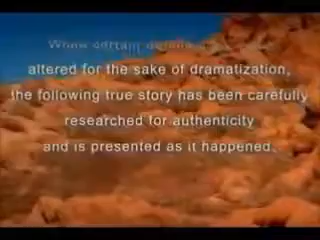 altered for the sake of dramatization,
the following true story has been carefully
researched for authenticity
and is presented as it happened.